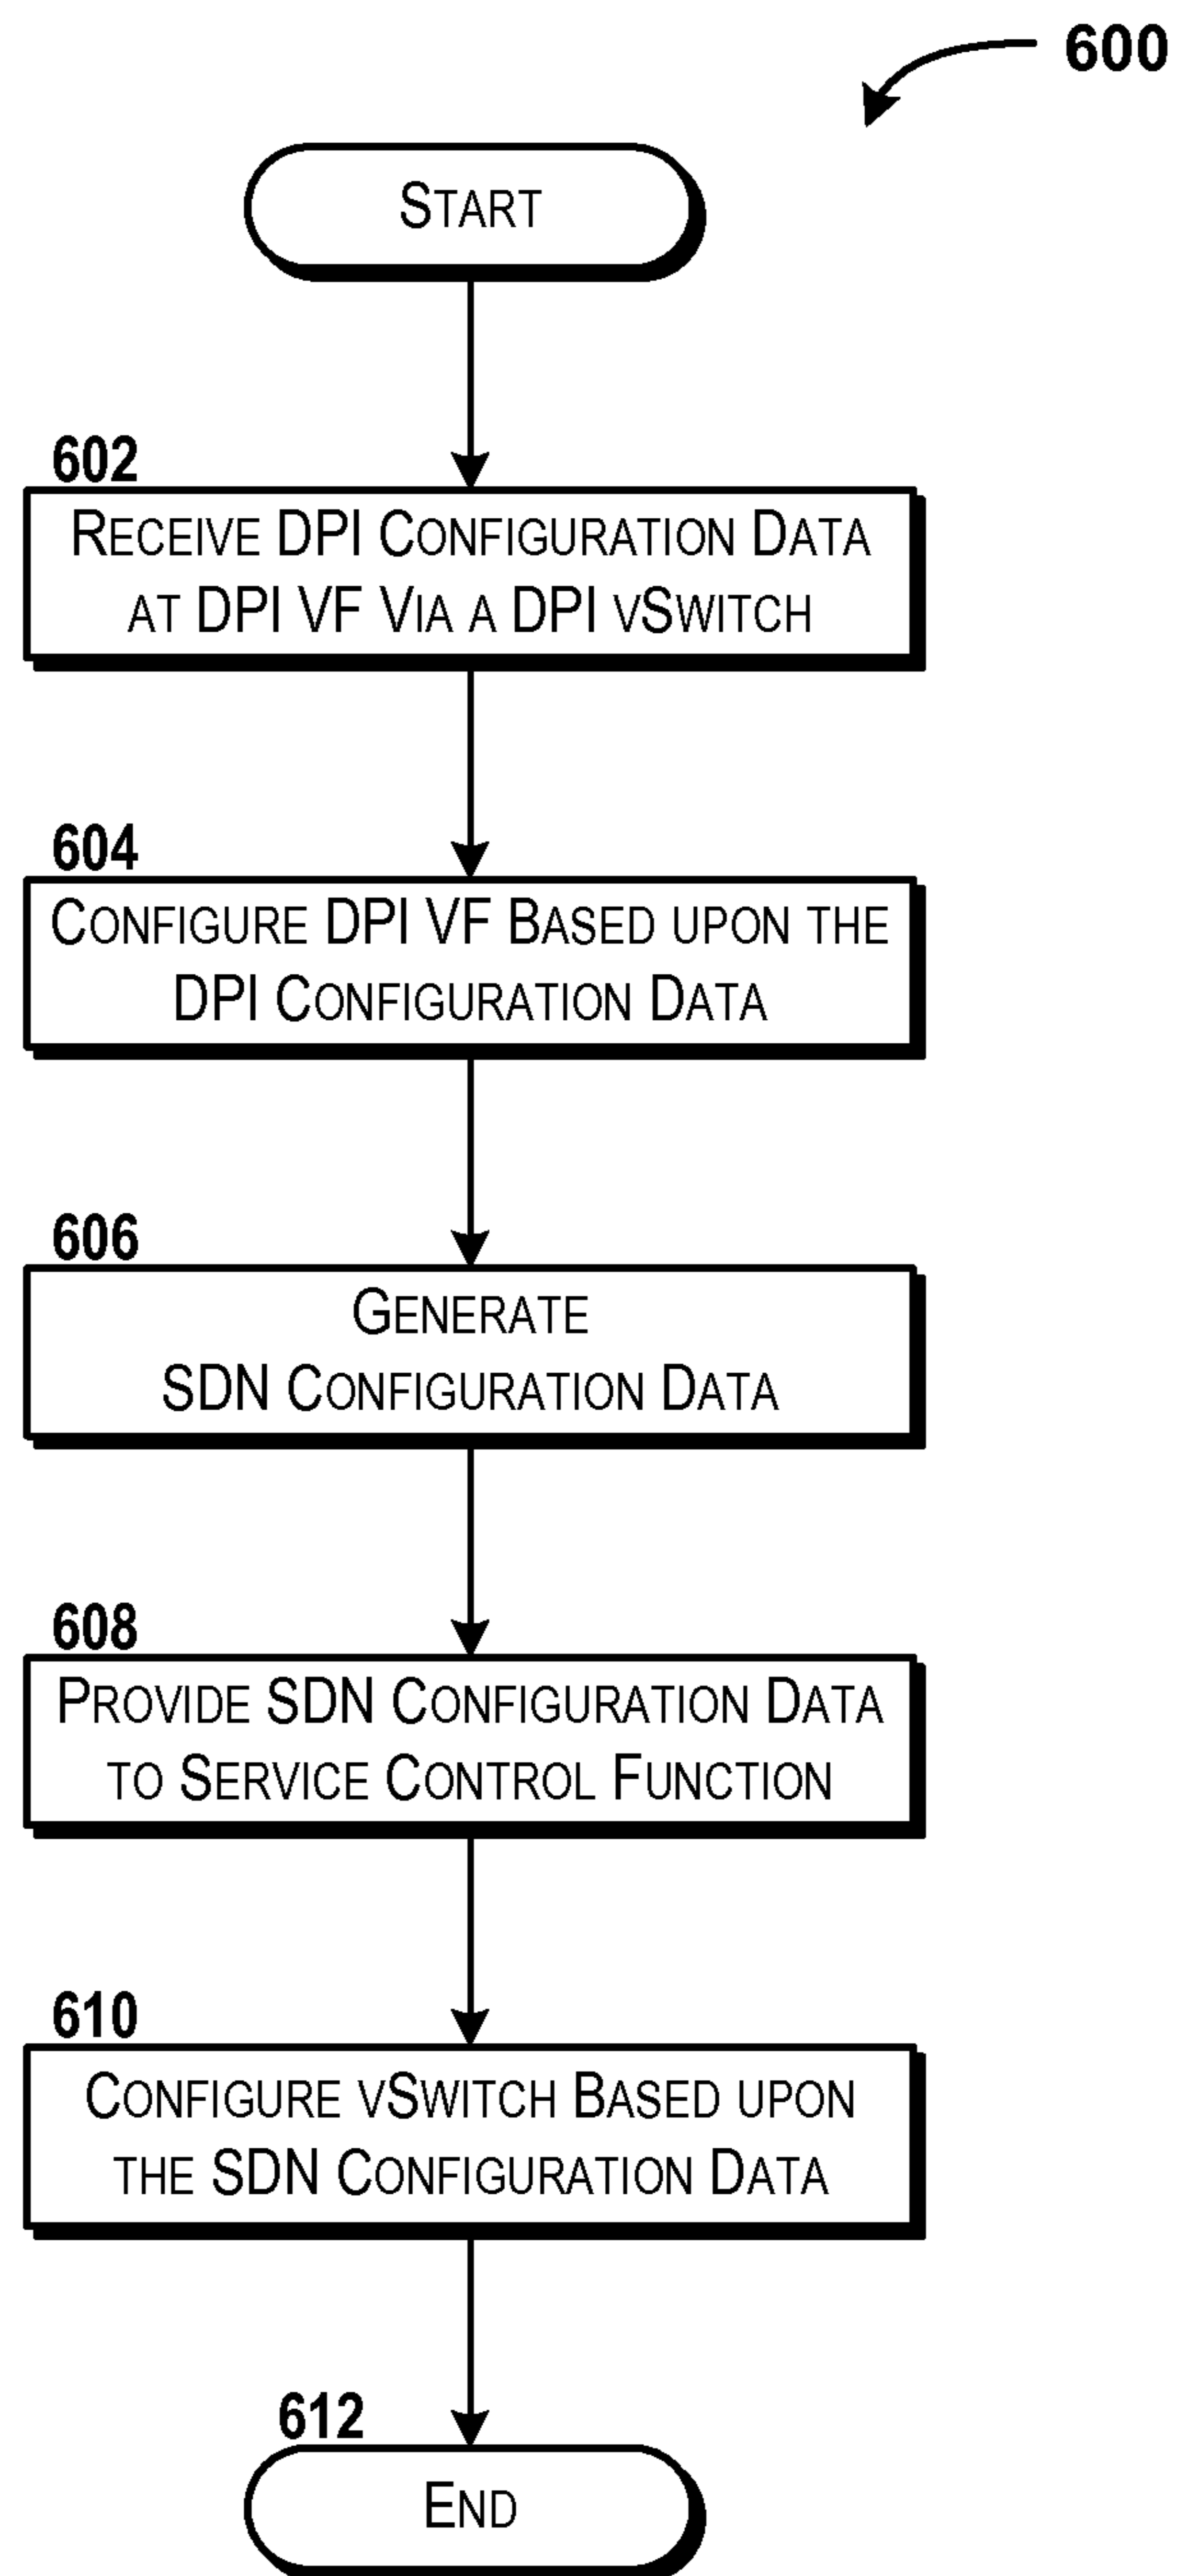 600
START
602
RECEIVE DPI CONFIGURATION DATA
AT DPI VF VIA A DPI VSWITCH
604
CONFIGURE DPI VF BASED UPON THE
DPI CONFIGURATION DATA
606
GENERATE
SDN CONFIGURATION DATA
608
PROVIDE SDN CONFIGURATION DATA
TO SERVICE CONTROL FUNCTION
610
CONFIGURE VSWITCH BASED UPON
THE SDN CONFIGURATION DATA
612
END